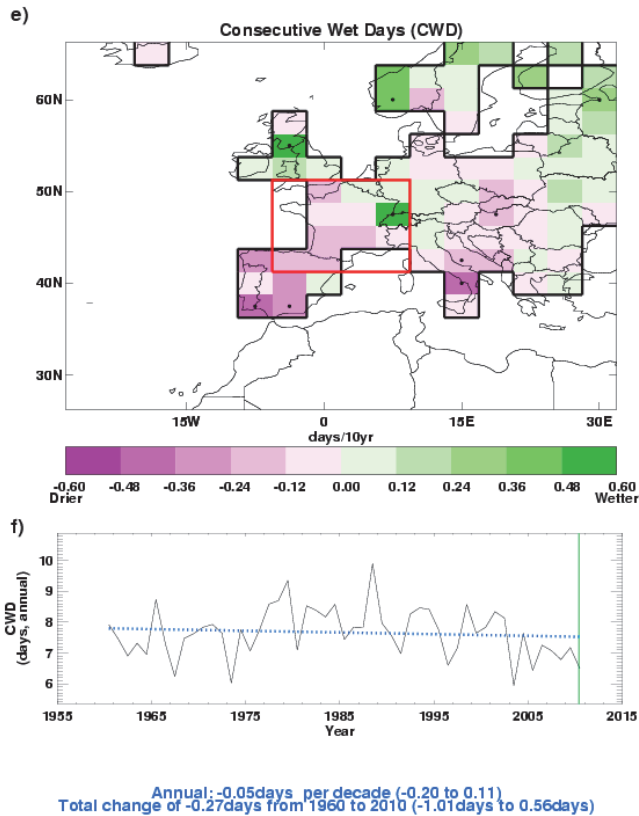 e)
Consecutive Wet Days (CWD)
60N
50N
40N
30N
15W 0 15E 30E
days/10yr
-0.60 -0.48 -0.36 -0.24 -0.12 0.00 0.12 0.24 0.36 0.48 0.60
Drier Wetter
f)
CWD
(days, annual)
10
9
8
7
6
1955 1965 1975 1985 1995 2005 2015
Year
Annual: -0.05days per decade (-0.20 to 0.11)
Total change of -0.27days from 1960 to 2010 (-1.01days to 0.56days)